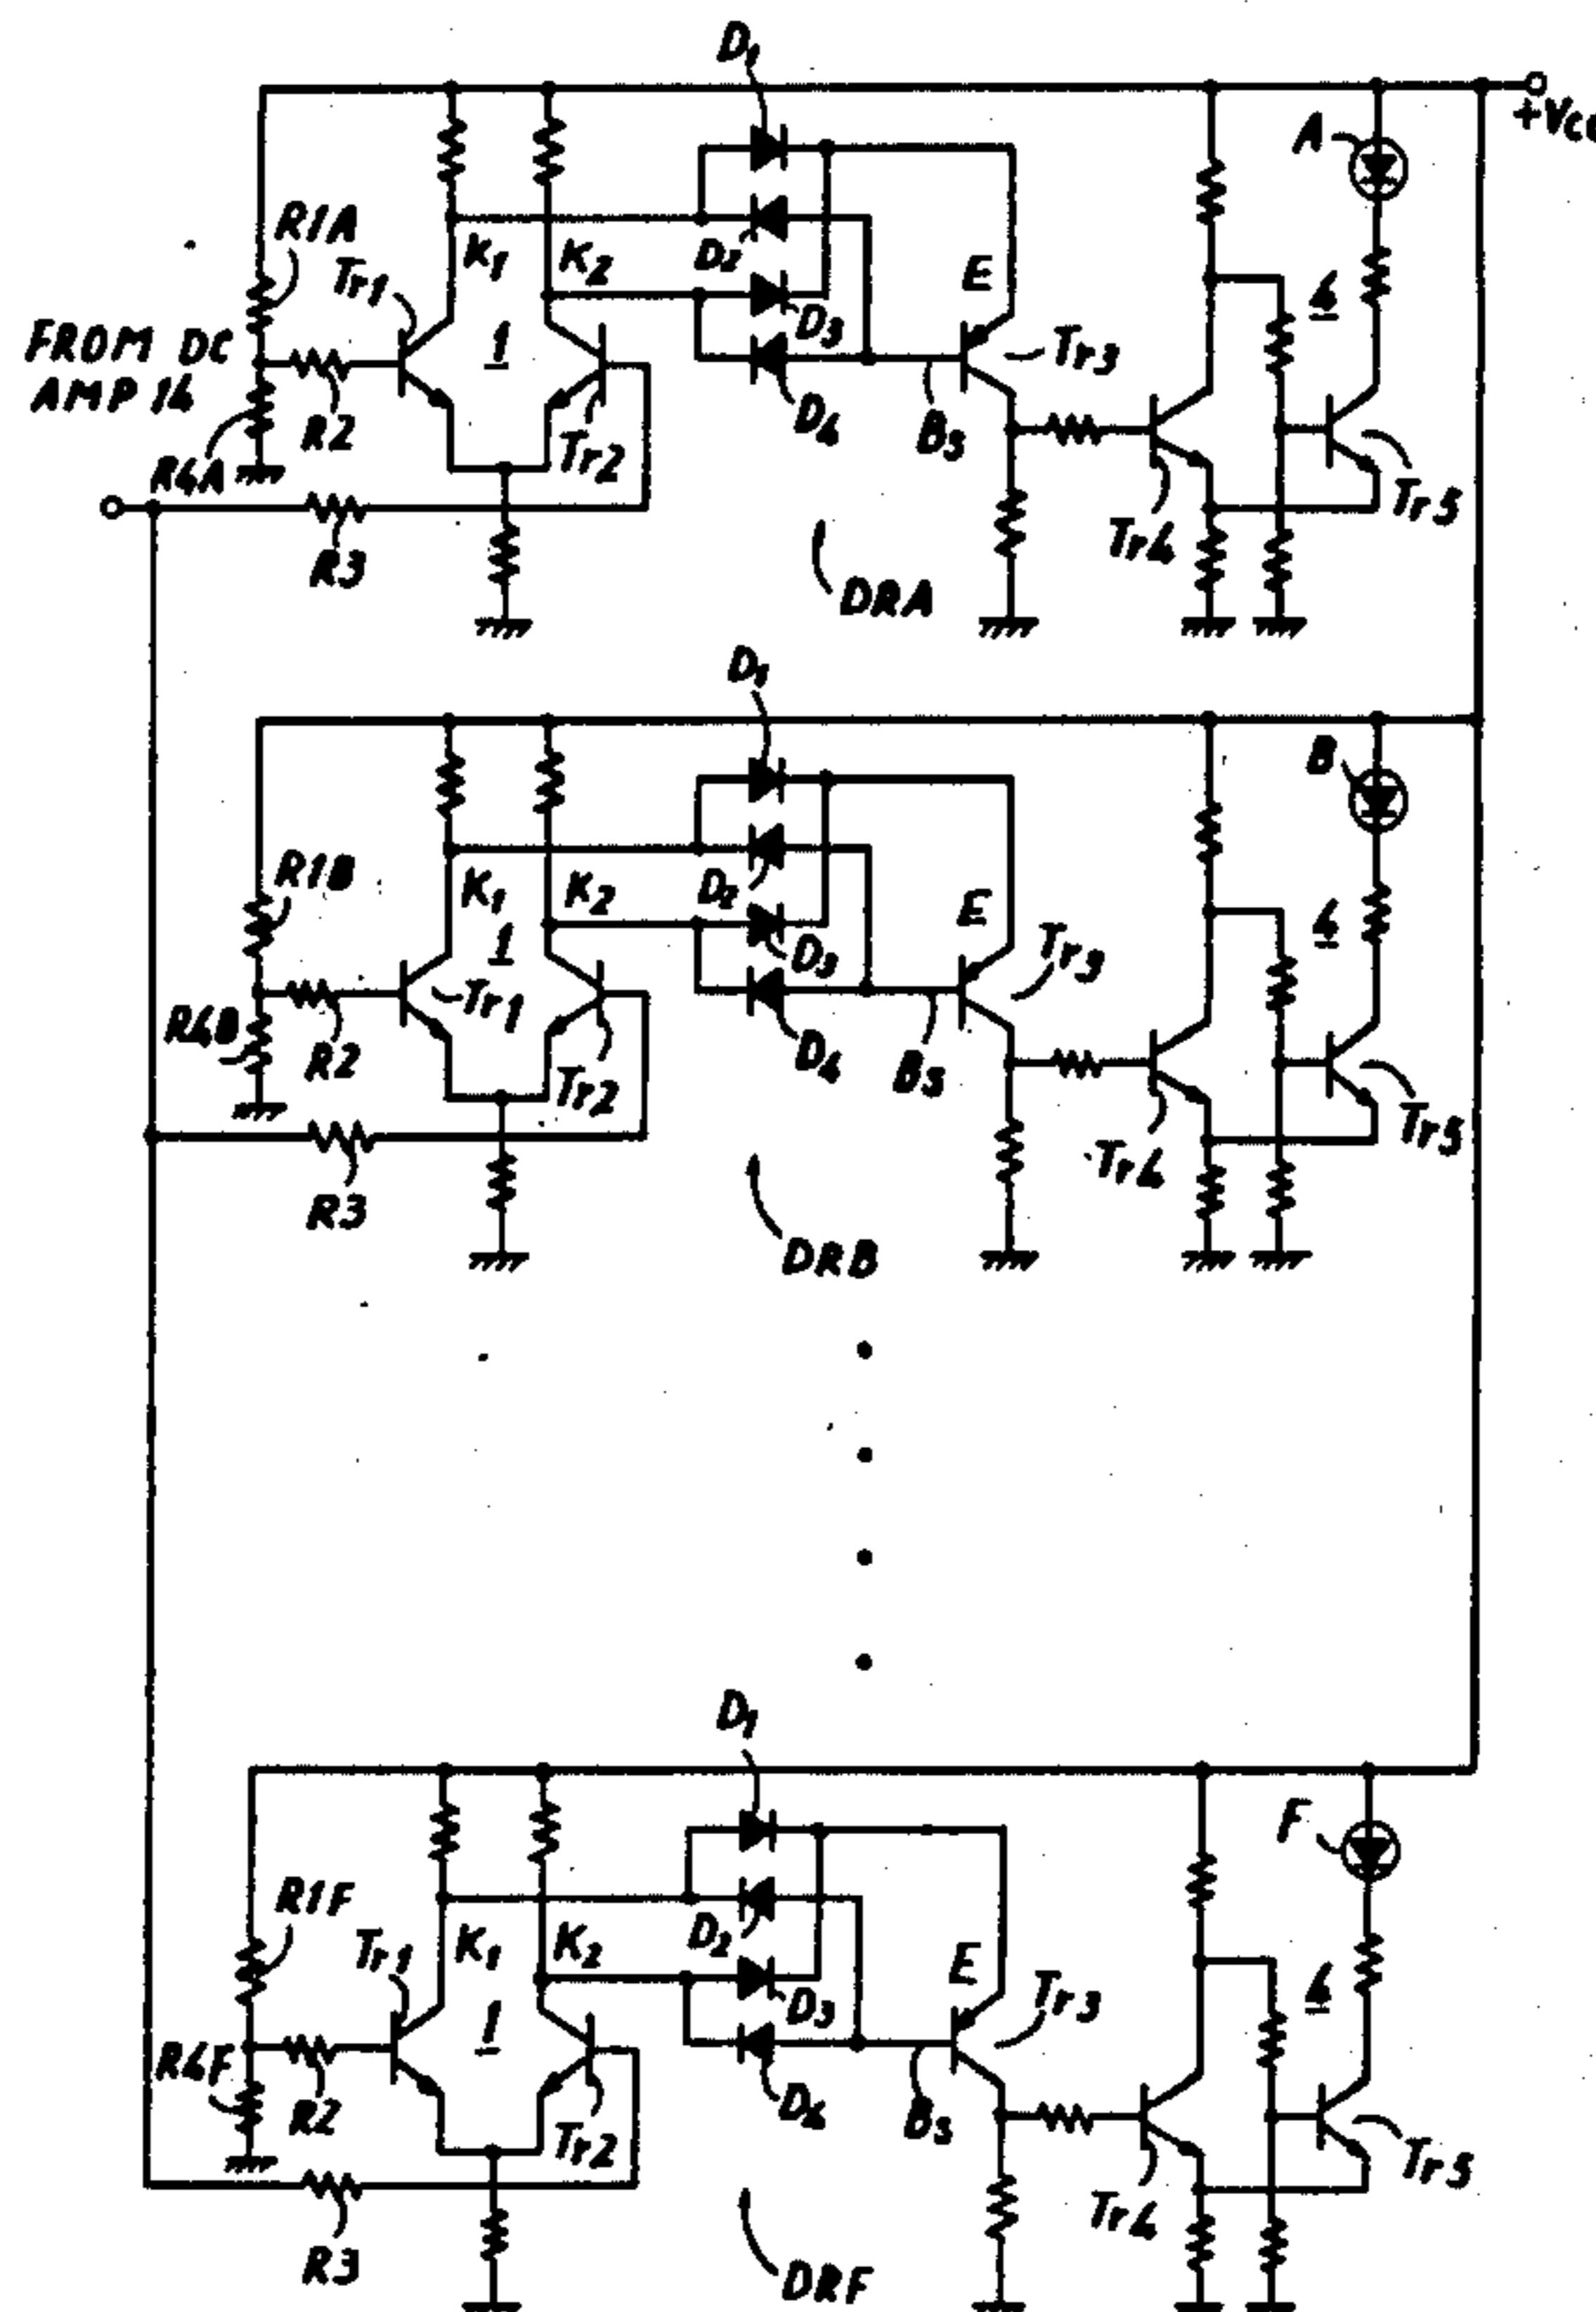 D1
+Vcc
A
R1A
Tr1
K1
K2
D2
E
4
FROM DC
AMP 14
1
D3
Tr3
R2
D4
B3
R4A
Tr2
Tr5
Tr4
R3
DRA
D1
B
R1B
K1
K2
D2
E
4
1
D3
Tr3
Tr1
R4B
R2
D4
B3
Tr2
Tr5
Tr4
R3
DRB
D1
F
R1F
Tr1
K1
K2
D2
E
4
1
D3
Tr3
R4F
R2
D4
B3
Tr2
Tr5
Tr4
R3
DRF